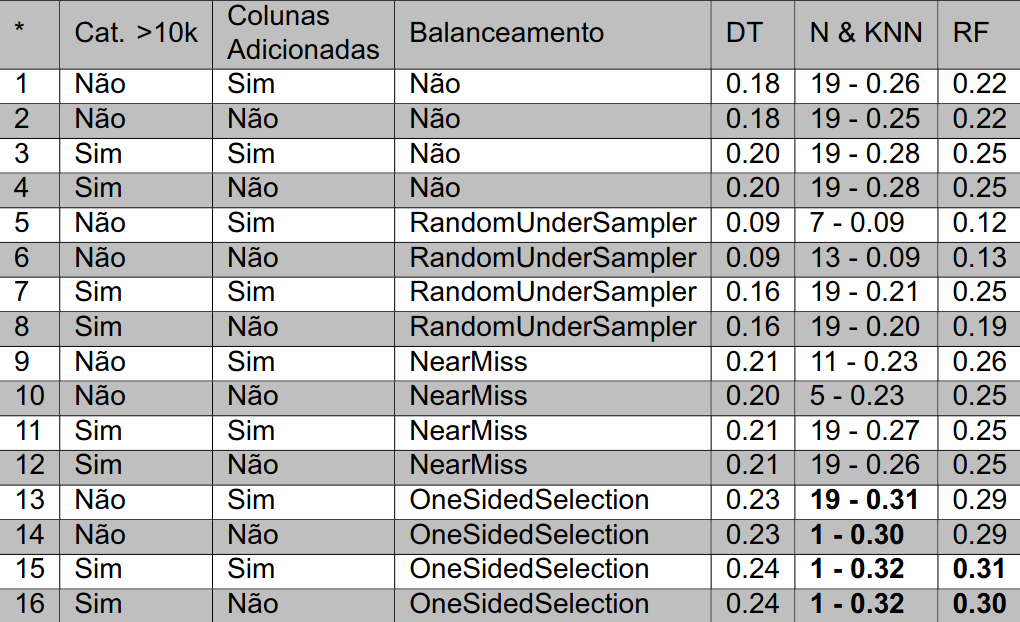 * Cat. >10k Colunas Adicionadas Balanceamento DT N & KNN RF
1 Não Sim Não 0.18 19 - 0.26 0.22
2 Não Não Não 0.18 19 - 0.25 0.22
3 Sim Sim Não 0.20 19 - 0.28 0.25
4 Sim Não Não 0.20 19 - 0.28 0.25
5 Não Sim RandomUnderSampler 0.09 7 - 0.09 0.12
6 Não Não RandomUnderSampler 0.09 13 - 0.09 0.13
7 Sim Sim RandomUnderSampler 0.16 19 - 0.21 0.25
8 Sim Não RandomUnderSampler 0.16 19 - 0.20 0.19
9 Não Sim NearMiss 0.21 11 - 0.23 0.26
10 Não Não NearMiss 0.20 5 - 0.23 0.25
11 Sim Sim NearMiss 0.21 19 - 0.27 0.25
12 Sim Não NearMiss 0.21 19 - 0.26 0.25
13 Não Sim OneSidedSelection 0.23 19 - 0.31 0.29
14 Não Não OneSidedSelection 0.23 1 - 0.30 0.29
15 Sim Sim OneSidedSelection 0.24 1 - 0.32 0.31
16 Sim Não OneSidedSelection 0.24 1 - 0.32 0.30